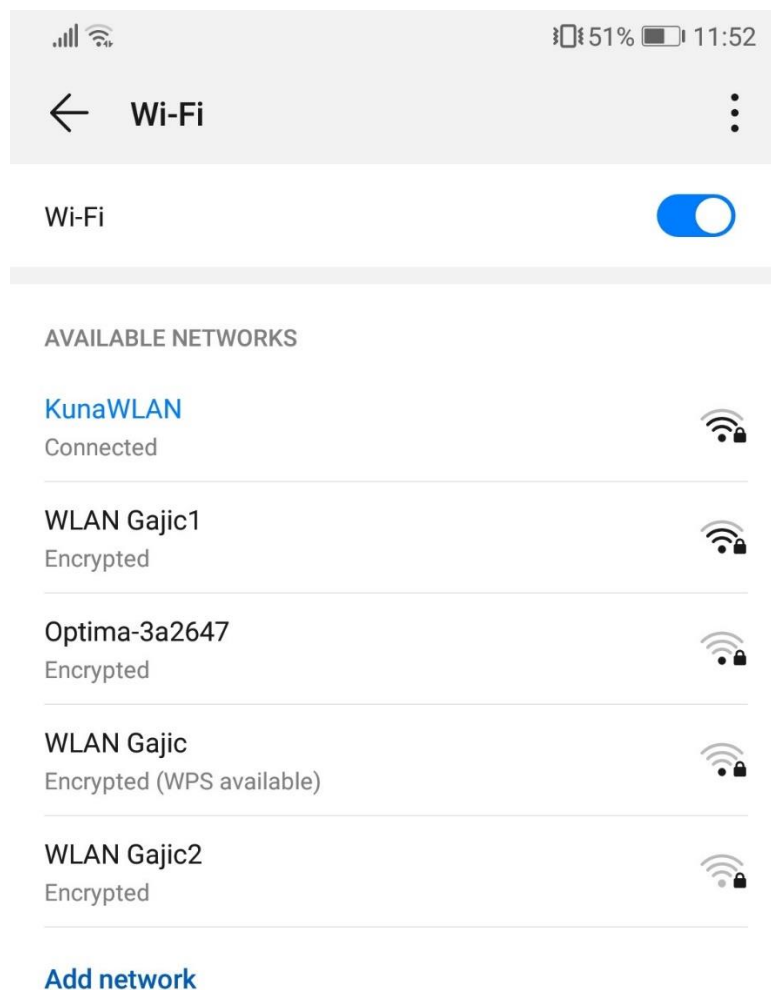 51% 11:52
Wi-Fi
Wi-Fi
AVAILABLE NETWORKS
KunaWLAN
Connected
WLAN Gajic1
Encrypted
Optima-3a2647
Encrypted
WLAN Gajic
Encrypted (WPS available)
WLAN Gajic2
Encrypted
Add network